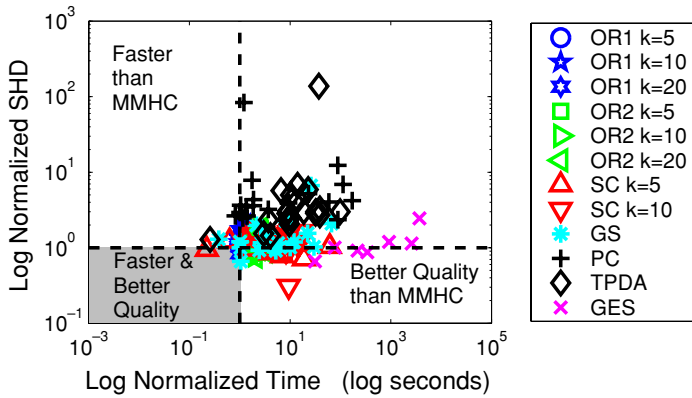 Log Normalized SHD
10^3
10^2
10^1
10^0
10^-1
Faster
than
MMHC
Faster &
Better
Quality
Better Quality
than MMHC
10^-3
10^-1
10^1
10^3
10^5
Log Normalized Time (log seconds)
OR1 k=5
OR1 k=10
OR1 k=20
OR2 k=5
OR2 k=10
OR2 k=20
SC k=5
SC k=10
GS
PC
TPDA
GES